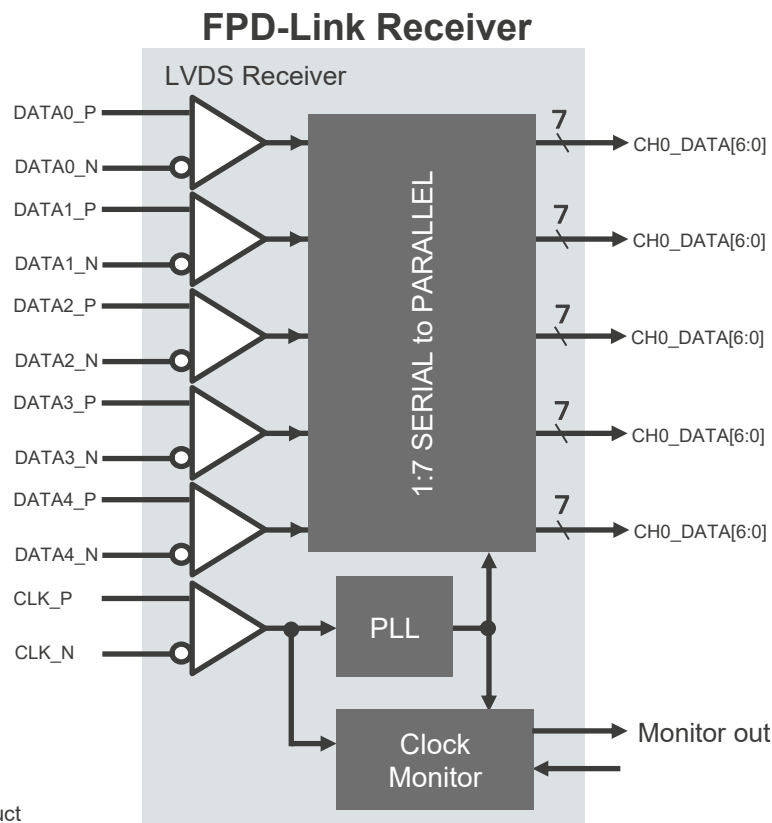 FPD-Link Receiver
LVDS Receiver
DATA0_P
DATA0_N
DATA1_P
DATA1_N
DATA2_P
DATA2_N
DATA3_P
DATA3_N
DATA4_P
DATA4_N
CLK_P
CLK_N
1:7 SERIAL to PARALLEL
7
CH0_DATA[6:0]
7
CH0_DATA[6:0]
7
CH0_DATA[6:0]
7
CH0_DATA[6:0]
7
CH0_DATA[6:0]
PLL
Clock
Monitor
Monitor out